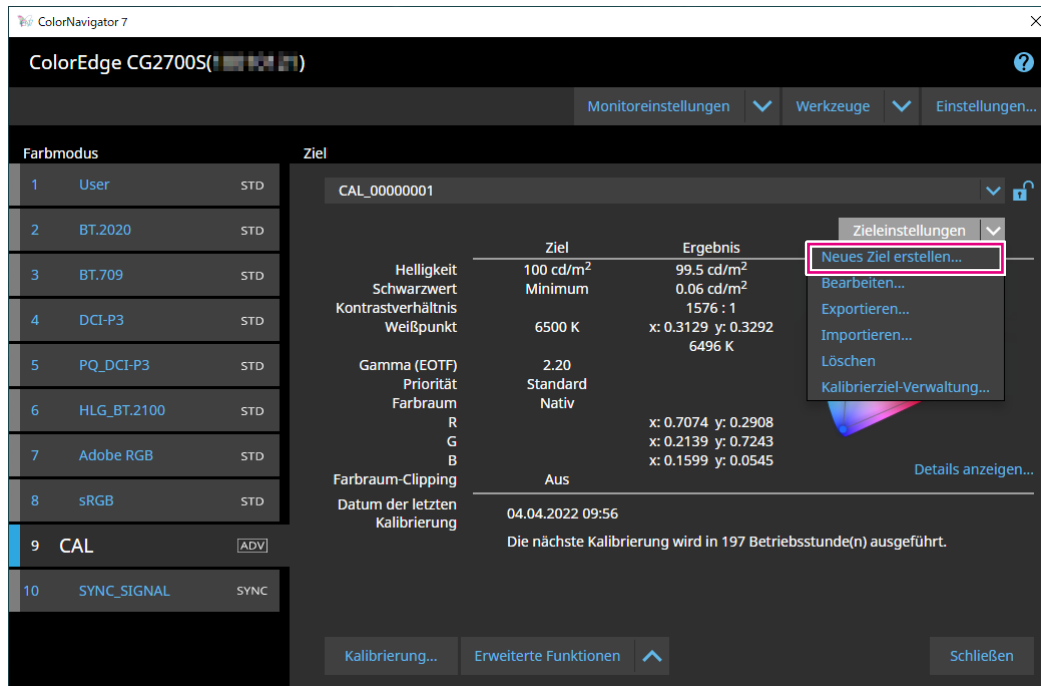 ColorNavigator 7
ColorEdge CG2700S( )
Monitoreinstellungen Werkzeuge Einstellungen...
Farbmodus
1 User STD
2 BT.2020 STD
3 BT.709 STD
4 DCI-P3 STD
5 PQ_DCI-P3 STD
6 HLG_BT.2100 STD
7 Adobe RGB STD
8 sRGB STD
9 CAL ADV
10 SYNC_SIGNAL SYNC
Ziel
CAL_00000001
Zieleinstellungen
Neues Ziel erstellen...
Bearbeiten...
Exportieren...
Importieren...
Löschen
Kalibrierziel-Verwaltung...
Ziel Ergebnis
Helligkeit 100 cd/m² 99.5 cd/m²
Schwarzwert Minimum 0.06 cd/m²
Kontrastverhältnis 1576 : 1
Weißpunkt 6500 K x: 0.3129 y: 0.3292
6496 K
Gamma (EOTF) 2.20
Priorität Standard
Farbraum Nativ
R x: 0.7074 y: 0.2908
G x: 0.2139 y: 0.7243
B x: 0.1599 y: 0.0545
Farbraum-Clipping Aus
Details anzeigen...
Datum der letzten
Kalibrierung
04.04.2022 09:56
Die nächste Kalibrierung wird in 197 Betriebsstunde(n) ausgeführt.
Kalibrierung... Erweiterte Funktionen Schließen